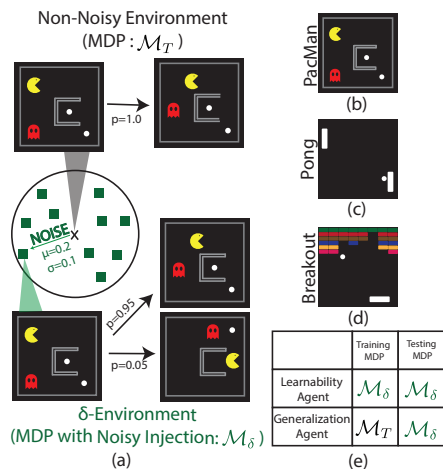 Non-Noisy Environment
(MDP : M_T)
p=1.0
NOISE
μ=0.2
σ=0.1
x
p=0.95
p=0.05
δ-Environment
(MDP with Noisy Injection: M_δ)
(a)
PacMan
(b)
Pong
(c)
Breakout
(d)
Training MDP
Testing MDP
Learnability Agent
M_δ
M_δ
Generalization Agent
M_T
M_δ
(e)